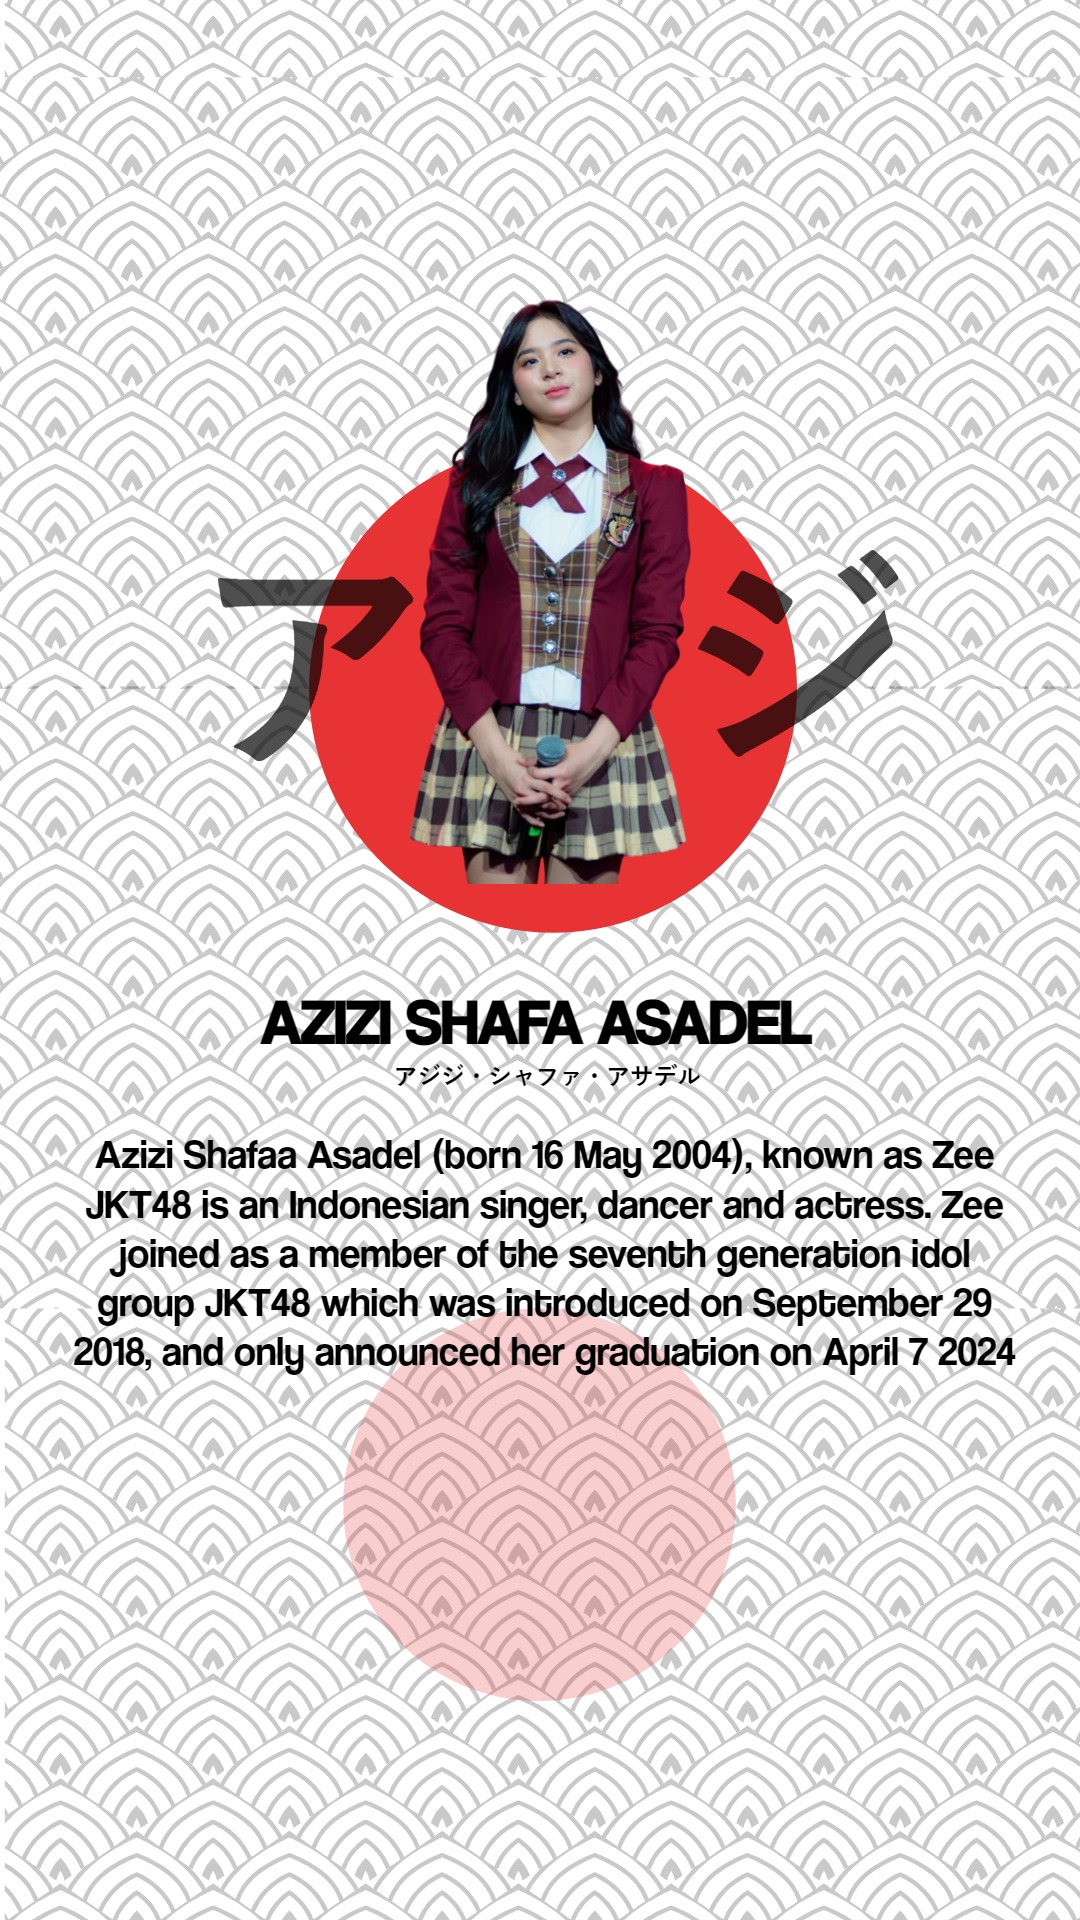 アジ
AZIZI SHAFA ASADEL
アジジ・シャファ・アサデル
Azizi Shafaa Asadel (born 16 May 2004), known as Zee
JKT48 is an Indonesian singer, dancer and actress. Zee
joined as a member of the seventh generation idol
group JKT48 which was introduced on September 29
2018, and only announced her graduation on April 7 2024